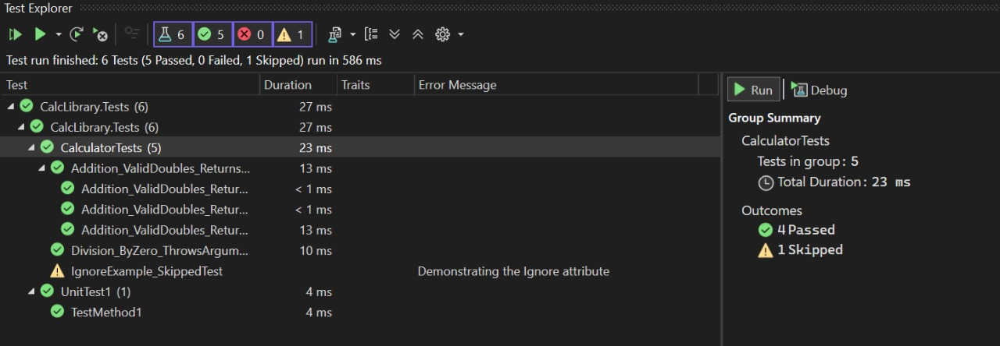 Test Explorer
6 5 0 1
Test run finished: 6 Tests (5 Passed, 0 Failed, 1 Skipped) run in 586 ms
Test Duration Traits Error Message
CalcLibrary.Tests (6) 27 ms
CalcLibrary.Tests (6) 27 ms
CalculatorTests (5) 23 ms
Addition_ValidDoubles_Returns... 13 ms
Addition_ValidDoubles_Retur... < 1 ms
Addition_ValidDoubles_Retur... < 1 ms
Addition_ValidDoubles_Retur... 13 ms
Division_ByZero_ThrowsArgum... 10 ms
IgnoreExample_SkippedTest Demonstrating the Ignore attribute
UnitTest1 (1) 4 ms
TestMethod1 4 ms
Run Debug
Group Summary
CalculatorTests
Tests in group: 5
Total Duration: 23 ms
Outcomes
4 Passed
1 Skipped